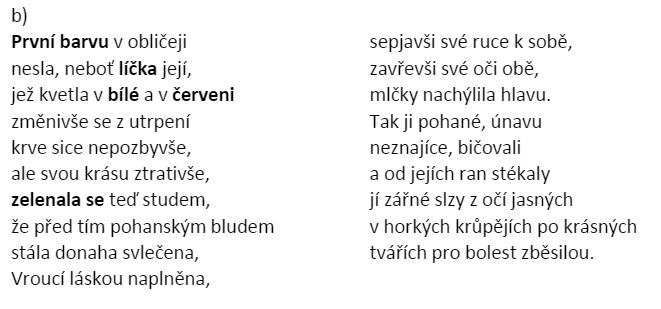 b)
První barvu v obličeji
nesla, neboť líčka její,
jež kvetla v bílé a v červeni
změnivše se z utrpení
krve sice nepozbyvše,
ale svou krásu ztrativše,
zelenala se teď studem,
že před tím pohanským bludem
stála donaha svlečena,
Vroucí láskou naplněna,
sepjavši své ruce k sobě,
zavřevši své oči obě,
mlčky nachýlila hlavu.
Tak ji pohané, únavu
neznajíce, bičovali
a od jejích ran stékaly
jí zářné slzy z očí jasných
v horkých krůpějích po krásných
tvářích pro bolest zběsilou.